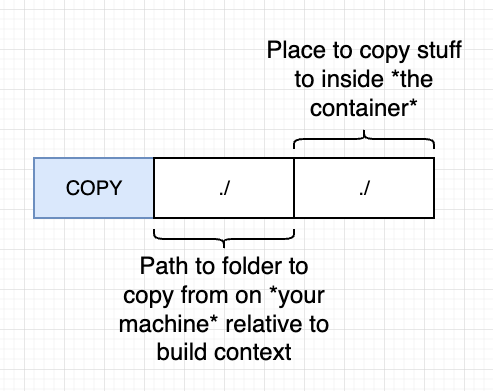 Place to copy stuff
to inside *the
container*
COPY ./ ./
Path to folder to
copy from on *your
machine* relative to
build context